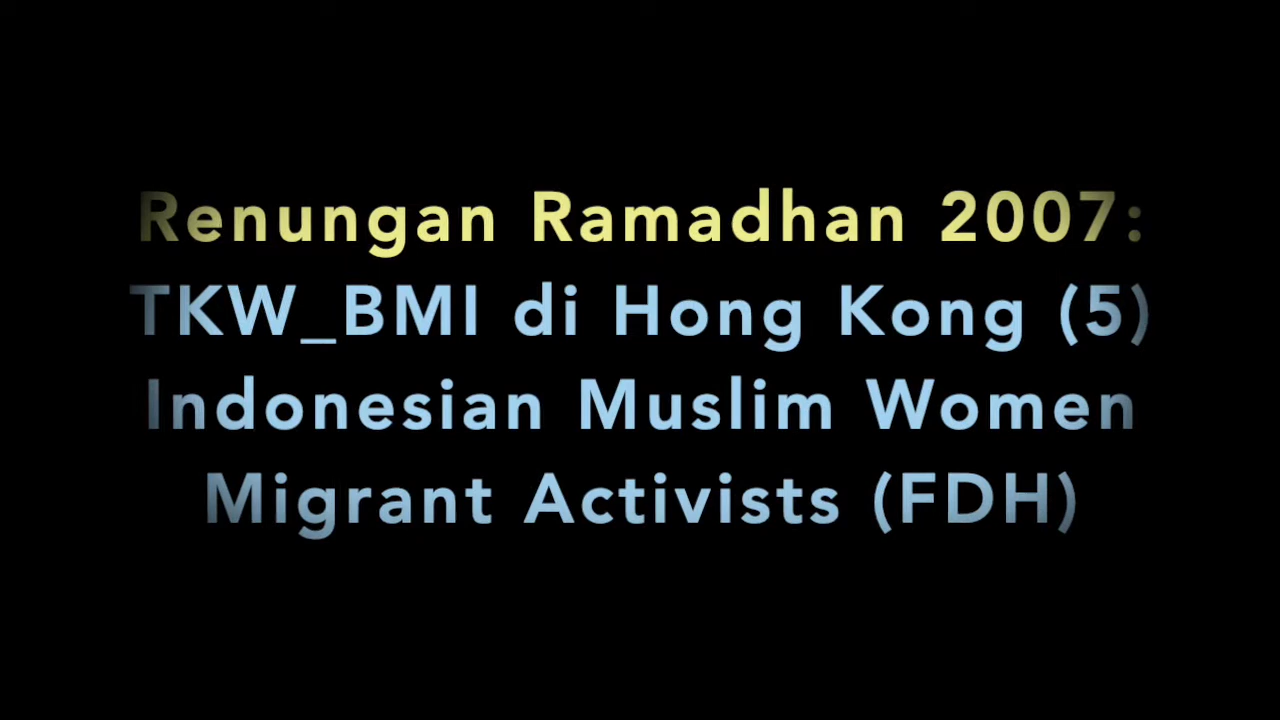 Renungan Ramadhan 2007:
TKW_BMI di Hong Kong (5)
Indonesian Muslim Women
Migrant Activists (FDH)